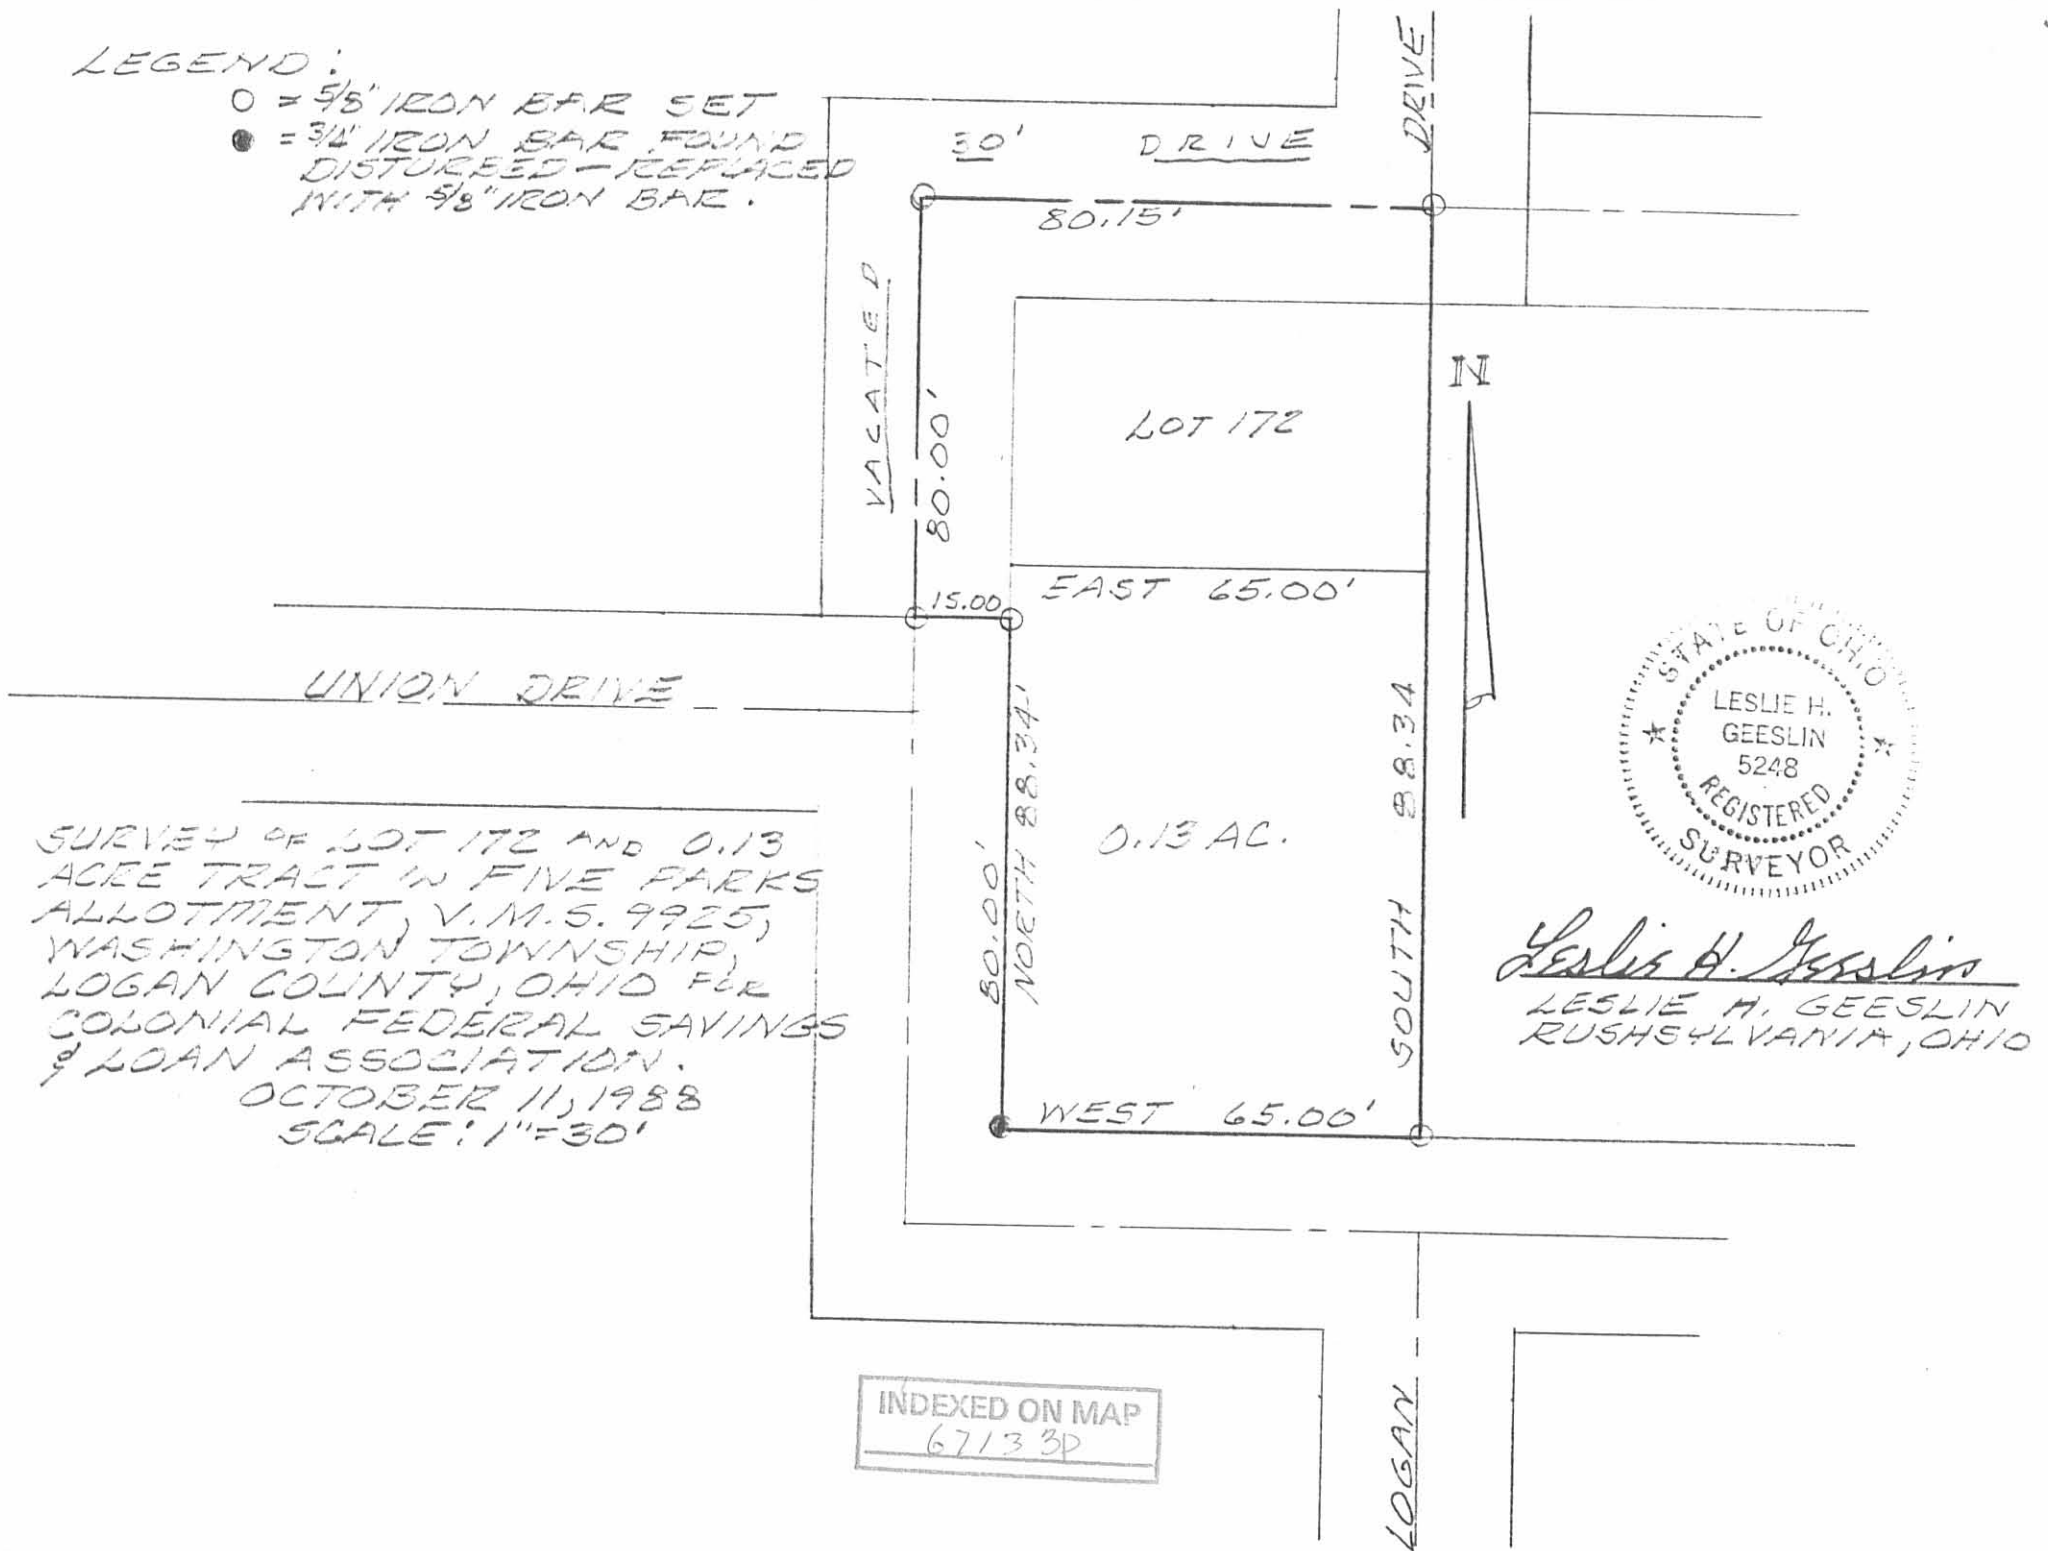 LEGEND:
○ = 5/8" IRON BAR SET
● = 3/4" IRON BAR FOUND
DISTURBED - REPLACED
WITH 5/8" IRON BAR.
30' DRIVE
DRIVE
80.15'
VACATED
80.00'
N
LOT 172
15.00
EAST 65.00'
UNION DRIVE
NORTH 88.34'
80.00'
0.13 AC.
SOUTH 88.34
WEST 65.00'
STATE OF OHIO
LESLIE H.
GEESLIN
5248
REGISTERED
SURVEYOR
Leslie H. Geeslin
LESLIE H. GEESLIN
RUSHSYLVANIA, OHIO
SURVEY OF LOT 172 AND 0.13
ACRE TRACT IN FIVE PARKS
ALLOTMENT, V.M.S. 9925,
WASHINGTON TOWNSHIP,
LOGAN COUNTY, OHIO FOR
COLONIAL FEDERAL SAVINGS
& LOAN ASSOCIATION.
OCTOBER 11, 1988
SCALE: 1"=30'
INDEXED ON MAP
67133D
LOGAN